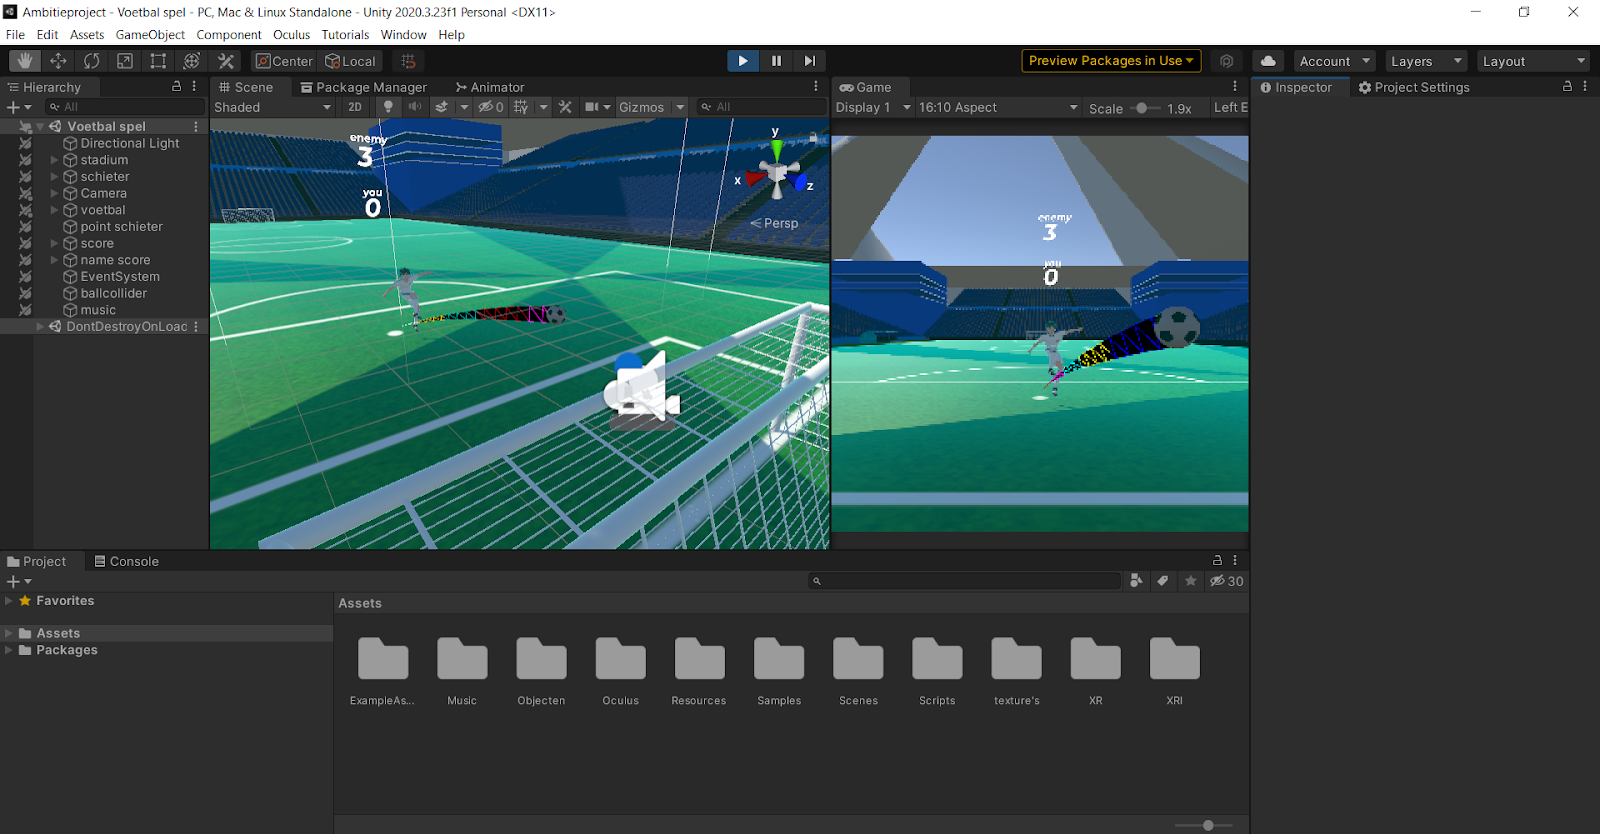 Ambitieproject - Voetbal spel - PC, Mac & Linux Standalone - Unity 2020.3.23f1 Personal <DX11>
File Edit Assets GameObject Component Oculus Tutorials Window Help
Center Local Preview Packages in Use Account Layers Layout
Hierarchy
All
Voetbal spel
Directional Light
stadium
schieter
Camera
voetbal
point schieter
score
name score
EventSystem
ballcollider
music
DontDestroyOnLoad
Scene Package Manager Animator
Shaded 2D 0 Gizmos All
enemy
3
you
0
y
x
z
Persp
Game
Display 1 16:10 Aspect Scale 1.9x Left E
enemy
3
you
0
Inspector Project Settings
Project Console
30
Favorites
Assets
Packages
Assets
ExampleAs... Music Objecten Oculus Resources Samples Scenes Scripts texture's XR XRI